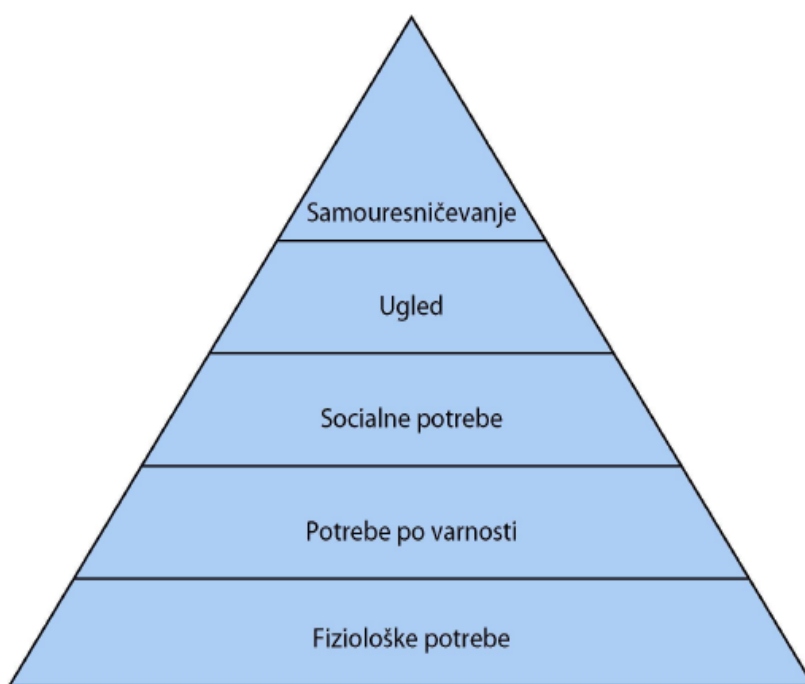 Samouresničevanje
Ugled
Socialne potrebe
Potrebe po varnosti
Fiziološke potrebe